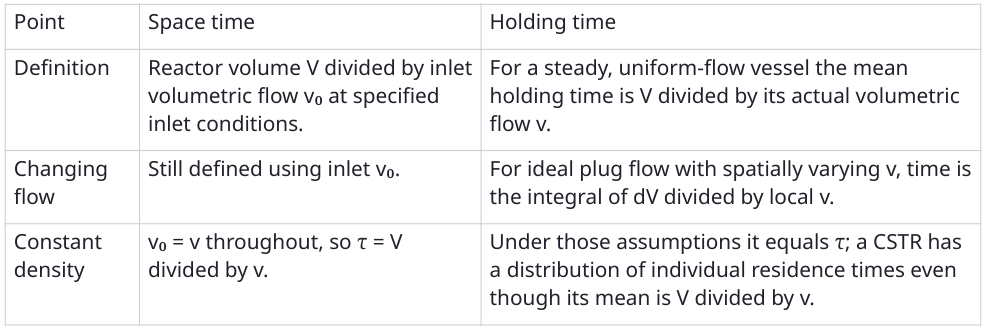 Point Space time Holding time
Definition Reactor volume V divided by inlet volumetric flow v₀ at specified inlet conditions. For a steady, uniform-flow vessel the mean holding time is V divided by its actual volumetric flow v.
Changing flow Still defined using inlet v₀. For ideal plug flow with spatially varying v, time is the integral of dV divided by local v.
Constant density v₀ = v throughout, so τ = V divided by v. Under those assumptions it equals τ; a CSTR has a distribution of individual residence times even though its mean is V divided by v.